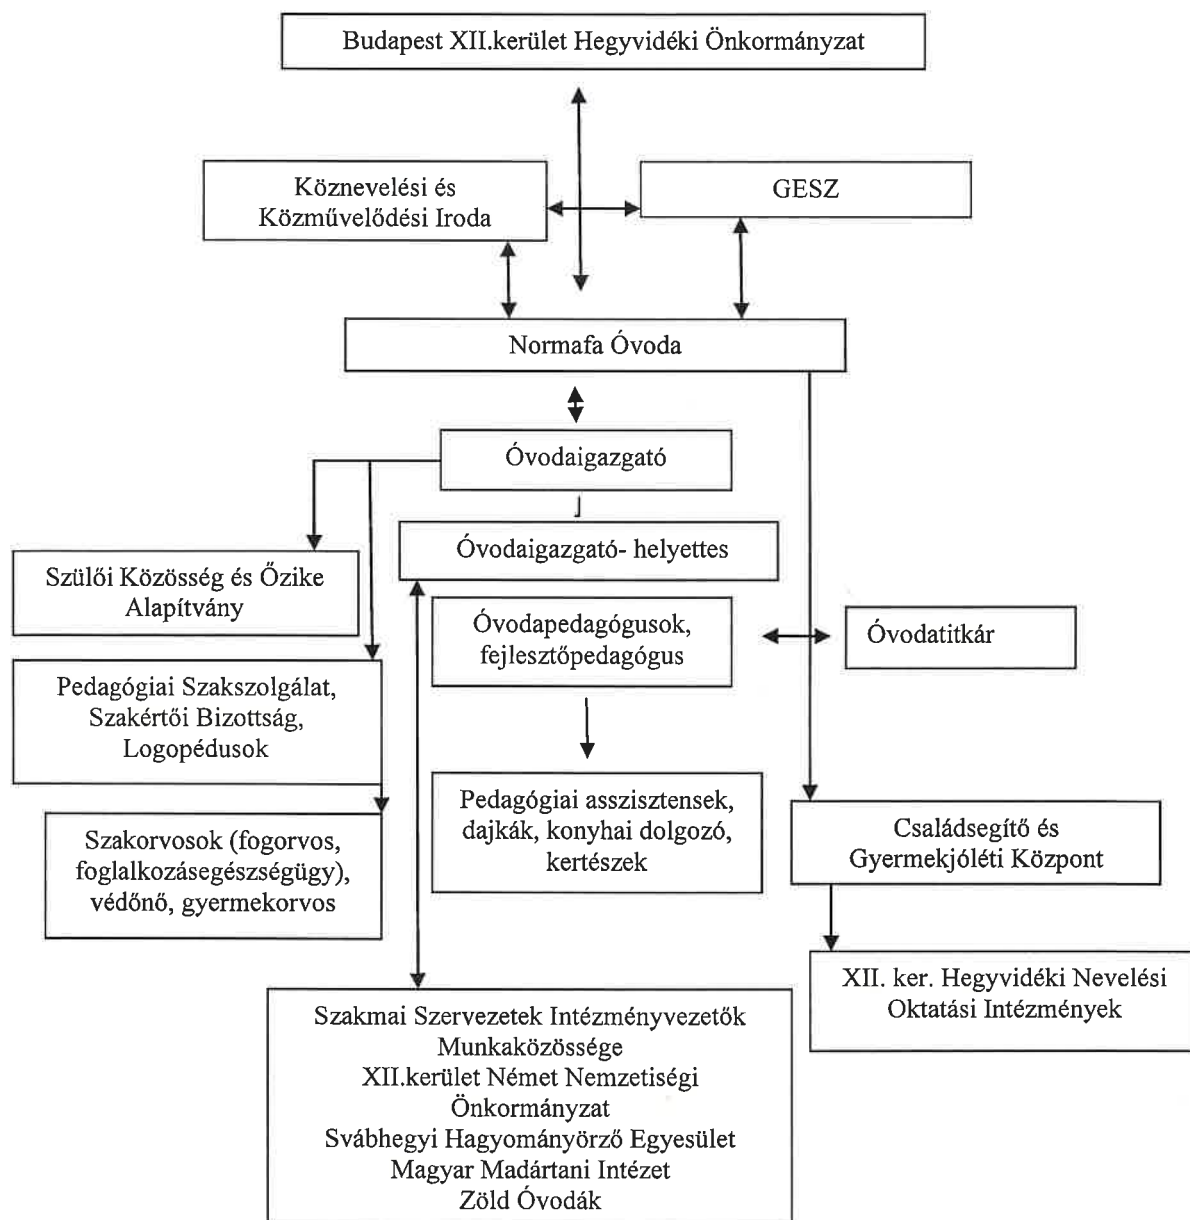 Budapest XII.kerület Hegyvidéki Önkormányzat
Köznevelési és
Közművelődési Iroda
GESZ
Normafa Óvoda
Óvodaigazgató
Óvodaigazgató- helyettes
Szülői Közösség és Őzike
Alapítvány
Óvodapedagógusok,
fejlesztőpedagógus
Óvodatitkár
Pedagógiai Szakszolgálat,
Szakértői Bizottság,
Logopédusok
Pedagógiai asszisztensek,
dajkák, konyhai dolgozó,
kertészek
Családsegítő és
Gyermekjóléti Központ
Szakorvosok (fogorvos,
foglalkozásegészségügy),
védőnő, gyermekorvos
XII. ker. Hegyvidéki Nevelési
Oktatási Intézmények
Szakmai Szervezetek Intézményvezetők
Munkaközössége
XII.kerület Német Nemzetiségi
Önkormányzat
Svábhegyi Hagyományörző Egyesület
Magyar Madártani Intézet
Zöld Óvodák